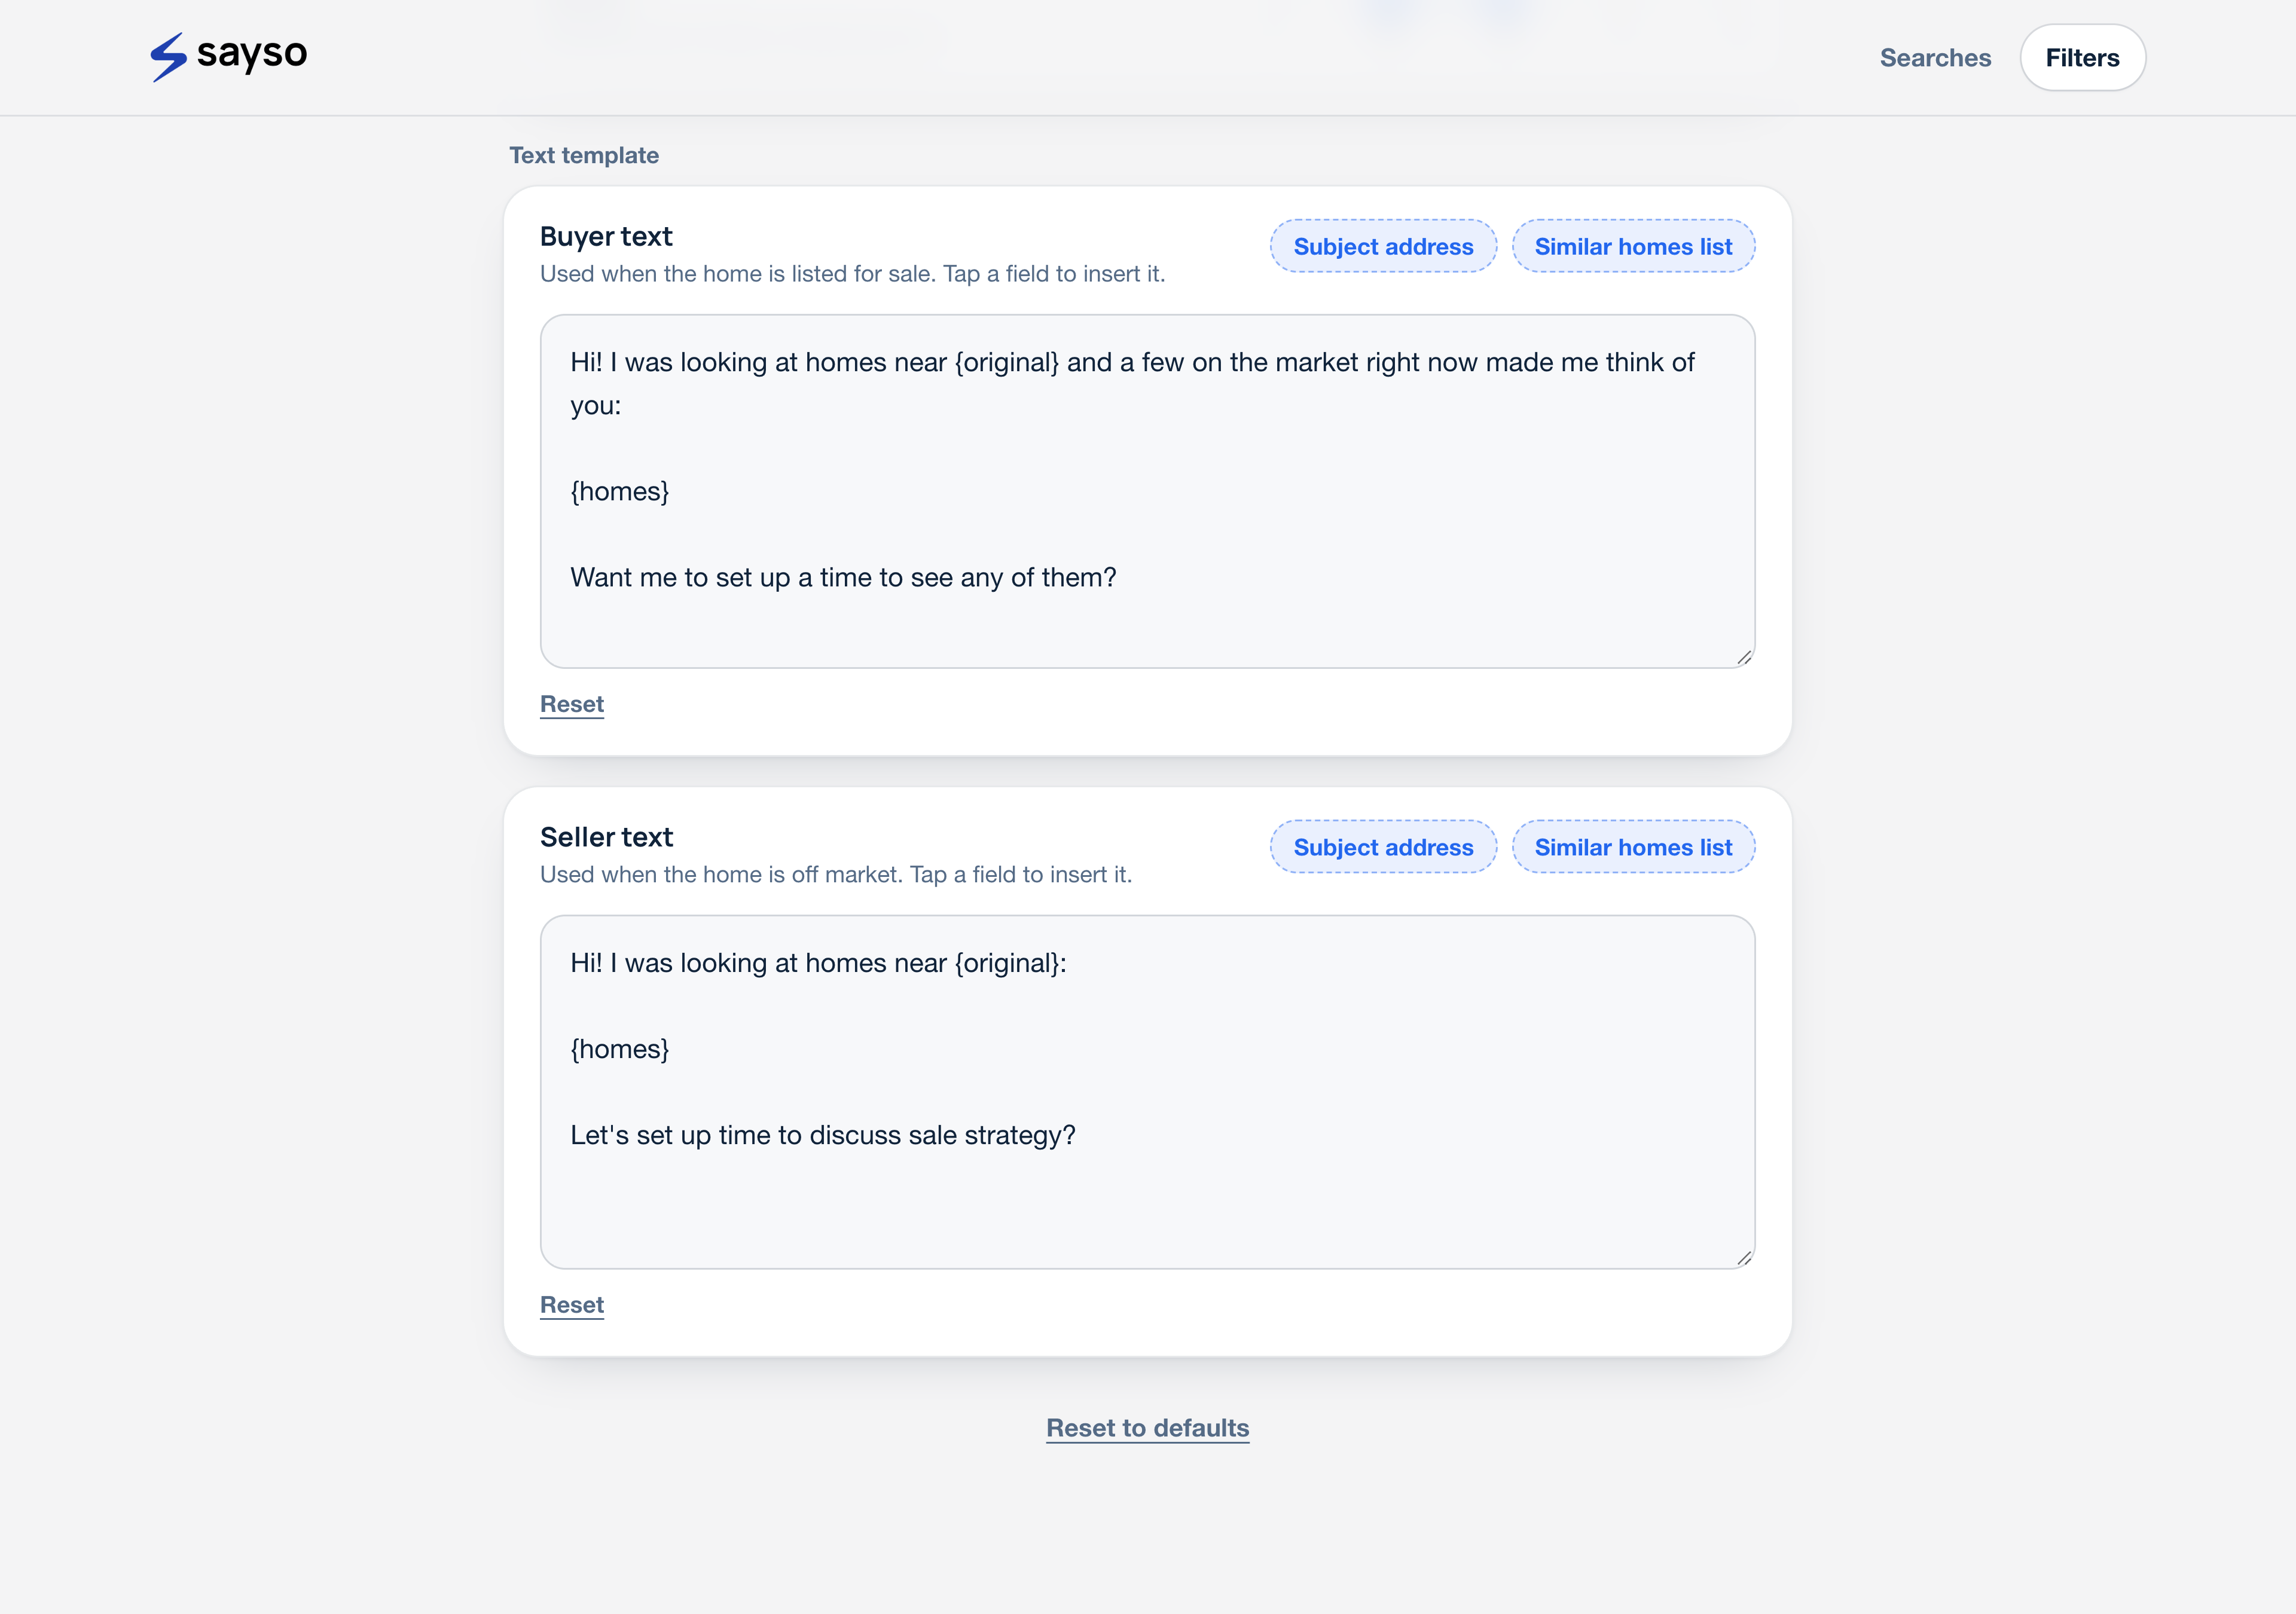 sayso
Searches
Filters
Text template
Buyer text
Used when the home is listed for sale. Tap a field to insert it.
Subject address
Similar homes list
Hi! I was looking at homes near {original} and a few on the market right now made me think of
you:
{homes}
Want me to set up a time to see any of them?
Reset
Seller text
Used when the home is off market. Tap a field to insert it.
Subject address
Similar homes list
Hi! I was looking at homes near {original}:
{homes}
Let's set up time to discuss sale strategy?
Reset
Reset to defaults